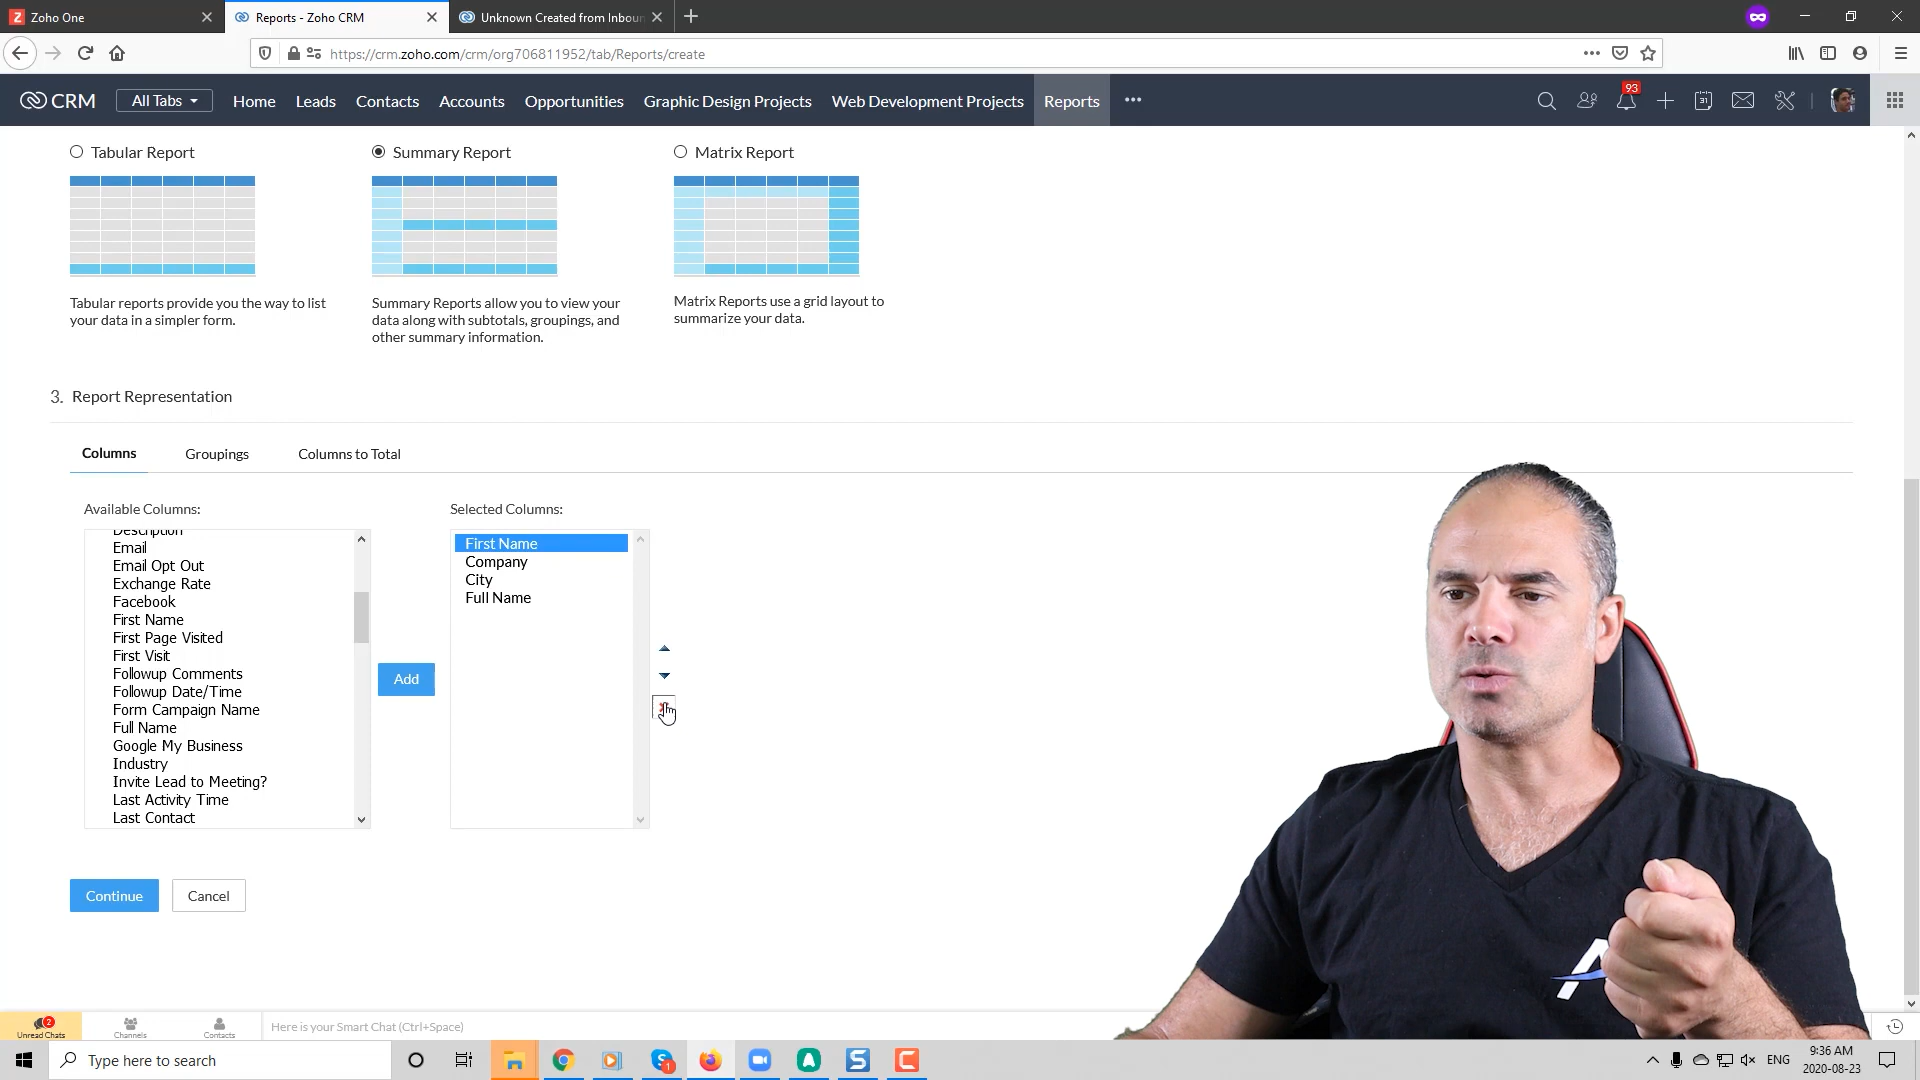 Zoho One
Reports - Zoho CRM
Unknown Created from Inboun
https://crm.zoho.com/crm/org706811952/tab/Reports/create
CRM
All Tabs
Home
Leads
Contacts
Accounts
Opportunities
Graphic Design Projects
Web Development Projects
Reports
93
31
Tabular Report
Summary Report
Matrix Report
Tabular reports provide you the way to list
your data in a simpler form.
Summary Reports allow you to view your
data along with subtotals, groupings, and
other summary information.
Matrix Reports use a grid layout to
summarize your data.
3. Report Representation
Columns
Groupings
Columns to Total
Available Columns:
Description
Email
Email Opt Out
Exchange Rate
Facebook
First Name
First Page Visited
First Visit
Followup Comments
Followup Date/Time
Form Campaign Name
Full Name
Google My Business
Industry
Invite Lead to Meeting?
Last Activity Time
Last Contact
Add
Selected Columns:
First Name
Company
City
Full Name
Continue
Cancel
2
Unread Chats
Channels
Contacts
Here is your Smart Chat (Ctrl+Space)
Type here to search
1
ENG
9:36 AM
2020-08-23